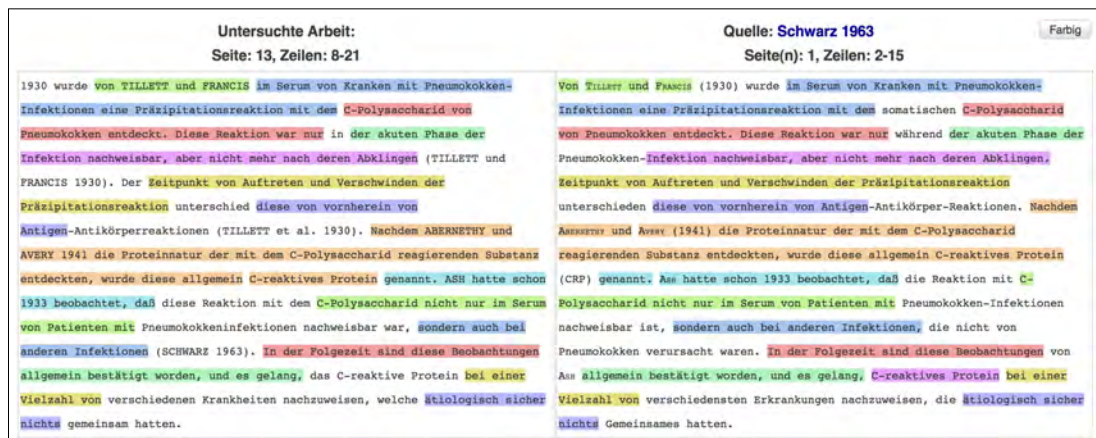 Untersuchte Arbeit:
Seite: 13, Zeilen: 8-21
1930 wurde von TILLETT und FRANCIS im Serum von Kranken mit Pneumokokken-
Infektionen eine Präzipitationsreaktion mit dem C-Polysaccharid von
Pneumokokken entdeckt. Diese Reaktion war nur in der akuten Phase der
Infektion nachweisbar, aber nicht mehr nach deren Abklingen (TILLETT und
FRANCIS 1930). Der Zeitpunkt von Auftreten und Verschwinden der
Präzipitationsreaktion unterschied diese von vornherein von
Antigen-Antikörperreaktionen (TILLETT et al. 1930). Nachdem ABERNETHY und
AVERY 1941 die Proteinnatur der mit dem C-Polysaccharid reagierenden Substanz
entdeckten, wurde diese allgemein C-reaktives Protein genannt. ASH hatte schon
1933 beobachtet, daß diese Reaktion mit dem C-Polysaccharid nicht nur im Serum
von Patienten mit Pneumokokkeninfektionen nachweisbar war, sondern auch bei
anderen Infektionen (SCHWARZ 1963). In der Folgezeit sind diese Beobachtungen
allgemein bestätigt worden, und es gelang, das C-reaktive Protein bei einer
Vielzahl von verschiedenen Krankheiten nachzuweisen, welche ätiologisch sicher
nichts gemeinsam hatten.
Quelle: Schwarz 1963
Seite(n): 1, Zeilen: 2-15
Farbig
Von TILLETT und FRANCIS (1930) wurde im Serum von Kranken mit Pneumokokken-
Infektionen eine Präzipitationsreaktion mit dem somatischen C-Polysaccharid
von Pneumokokken entdeckt. Diese Reaktion war nur während der akuten Phase der
Pneumokokken-Infektion nachweisbar, aber nicht mehr nach deren Abklingen.
Zeitpunkt von Auftreten und Verschwinden der Präzipitationsreaktion
unterschieden diese von vornherein von Antigen-Antikörper-Reaktionen. Nachdem
ABERNETHY und AVERY (1941) die Proteinnatur der mit dem C-Polysaccharid
reagierenden Substanz entdeckten, wurde diese allgemein C-reaktives Protein
(CRP) genannt. ASH hatte schon 1933 beobachtet, daß die Reaktion mit C-
Polysaccharid nicht nur im Serum von Patienten mit Pneumokokken-Infektionen
nachweisbar ist, sondern auch bei anderen Infektionen, die nicht von
Pneumokokken verursacht waren. In der Folgezeit sind diese Beobachtungen von
ASH allgemein bestätigt worden, und es gelang, C-reaktives Protein bei einer
Vielzahl von verschiedensten Erkrankungen nachzuweisen, die ätiologisch sicher
nichts Gemeinsames hatten.